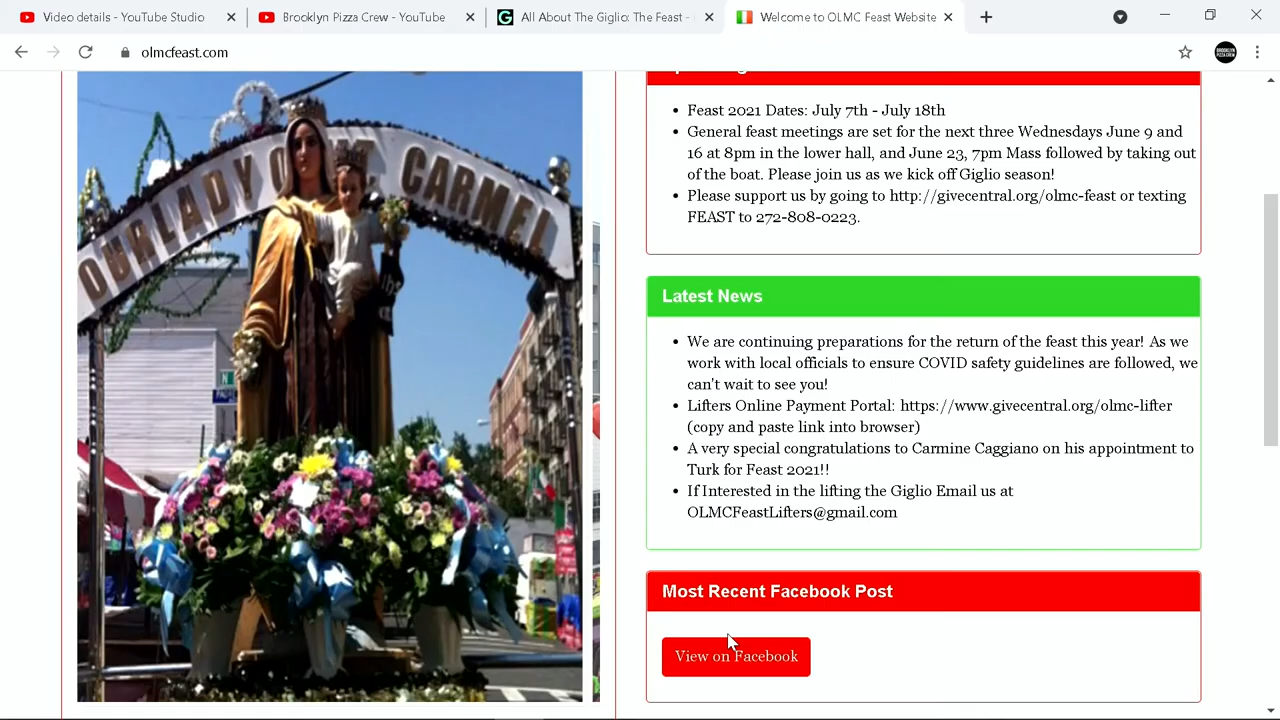 Video details - YouTube Studio
Brooklyn Pizza Crew - YouTube
All About The Giglio: The Feast -
Welcome to OLMC Feast Website
olmcfeast.com
OUR LADY OF MT CARMEL
Feast 2021 Dates: July 7th - July 18th
General feast meetings are set for the next three Wednesdays June 9 and
16 at 8pm in the lower hall, and June 23, 7pm Mass followed by taking out
of the boat. Please join us as we kick off Giglio season!
Please support us by going to http://givecentral.org/olmc-feast or texting
FEAST to 272-808-0223.
Latest News
We are continuing preparations for the return of the feast this year! As we
work with local officials to ensure COVID safety guidelines are followed, we
can't wait to see you!
Lifters Online Payment Portal: https://www.givecentral.org/olmc-lifter
(copy and paste link into browser)
A very special congratulations to Carmine Caggiano on his appointment to
Turk for Feast 2021!!
If Interested in the lifting the Giglio Email us at
OLMCFeastLifters@gmail.com
Most Recent Facebook Post
View on Facebook